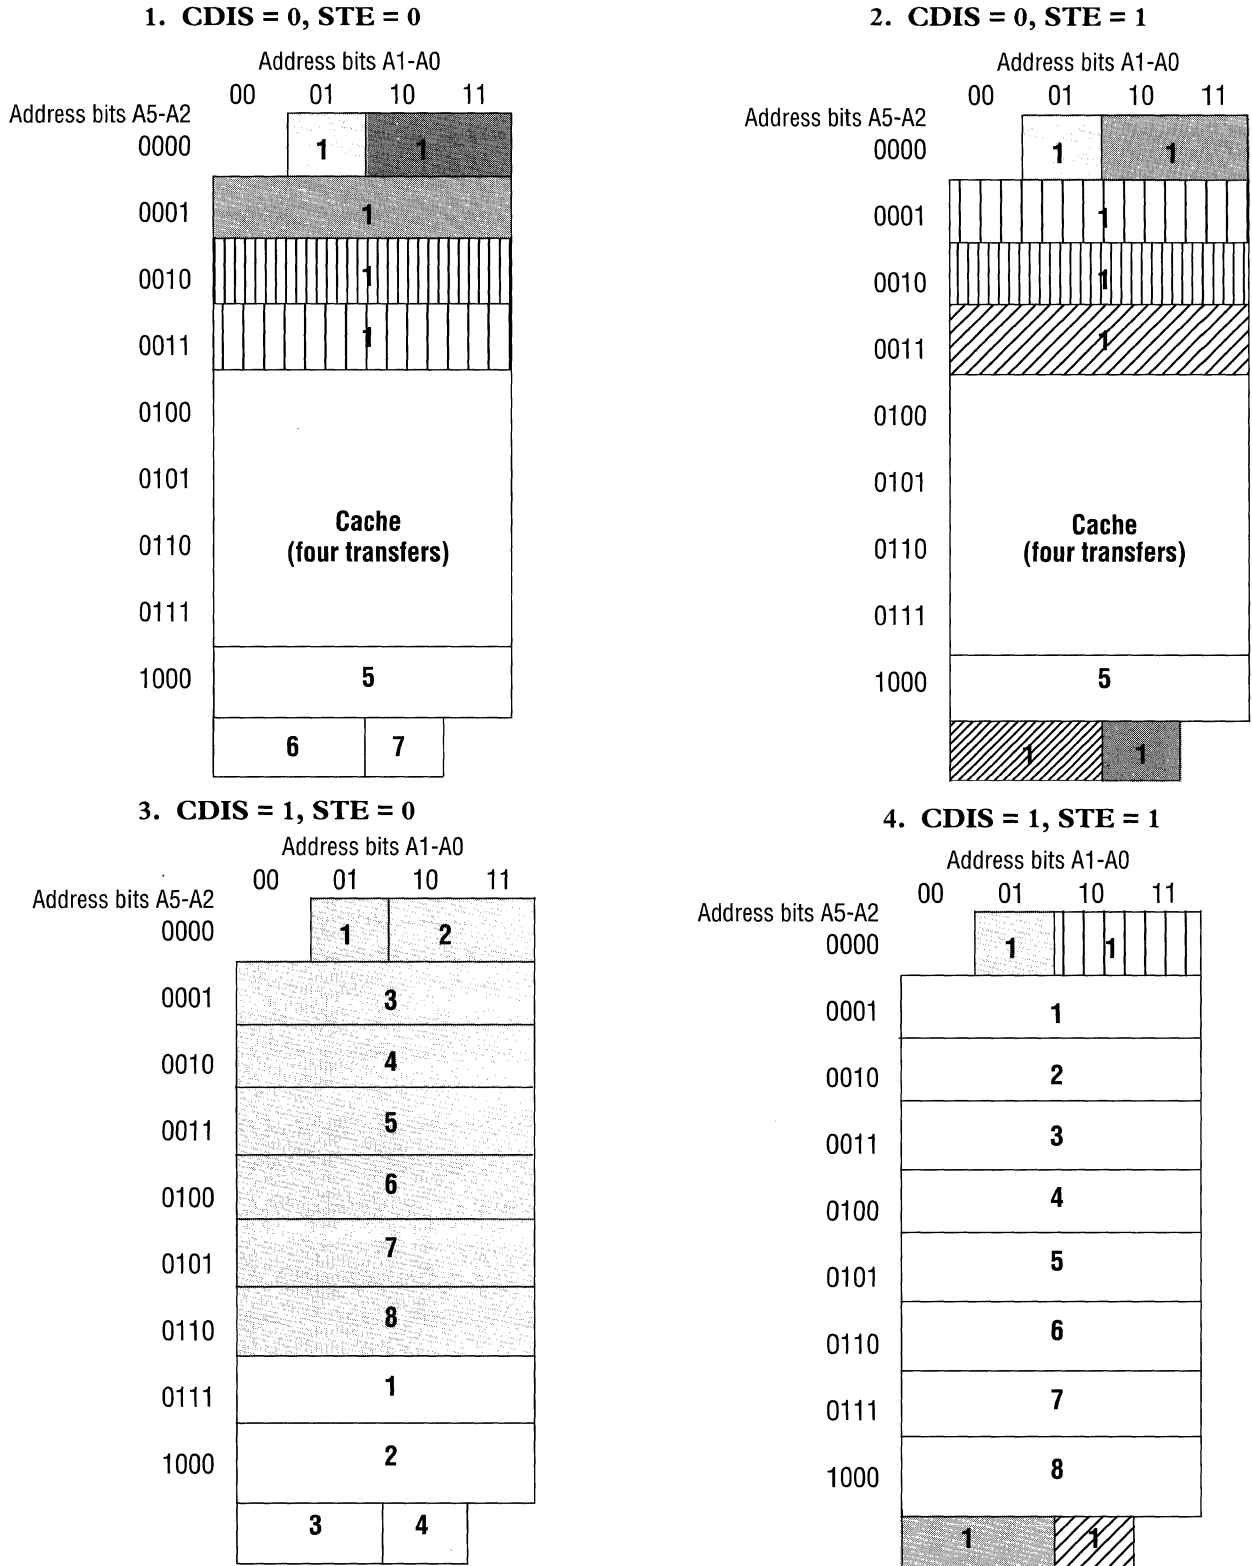 1. CDIS = 0, STE = 0
Address bits A1-A0
00 01 10 11
Address bits A5-A2
0000 1 1
0001 1
0010 1
0011 1
0100
0101
Cache
0110 (four transfers)
0111
1000 5
6 7
2. CDIS = 0, STE = 1
Address bits A1-A0
00 01 10 11
Address bits A5-A2
0000 1 1
0001 1
0010 1
0011 1
0100
0101
Cache
0110 (four transfers)
0111
1000 5
1 1
3. CDIS = 1, STE = 0
Address bits A1-A0
00 01 10 11
Address bits A5-A2
0000 1 2
0001 3
0010 4
0011 5
0100 6
0101 7
0110 8
0111 1
1000 2
3 4
4. CDIS = 1, STE = 1
Address bits A1-A0
00 01 10 11
Address bits A5-A2
0000 1 1
0001 1
0010 2
0011 3
0100 4
0101 5
0110 6
0111 7
1000 8
1 1